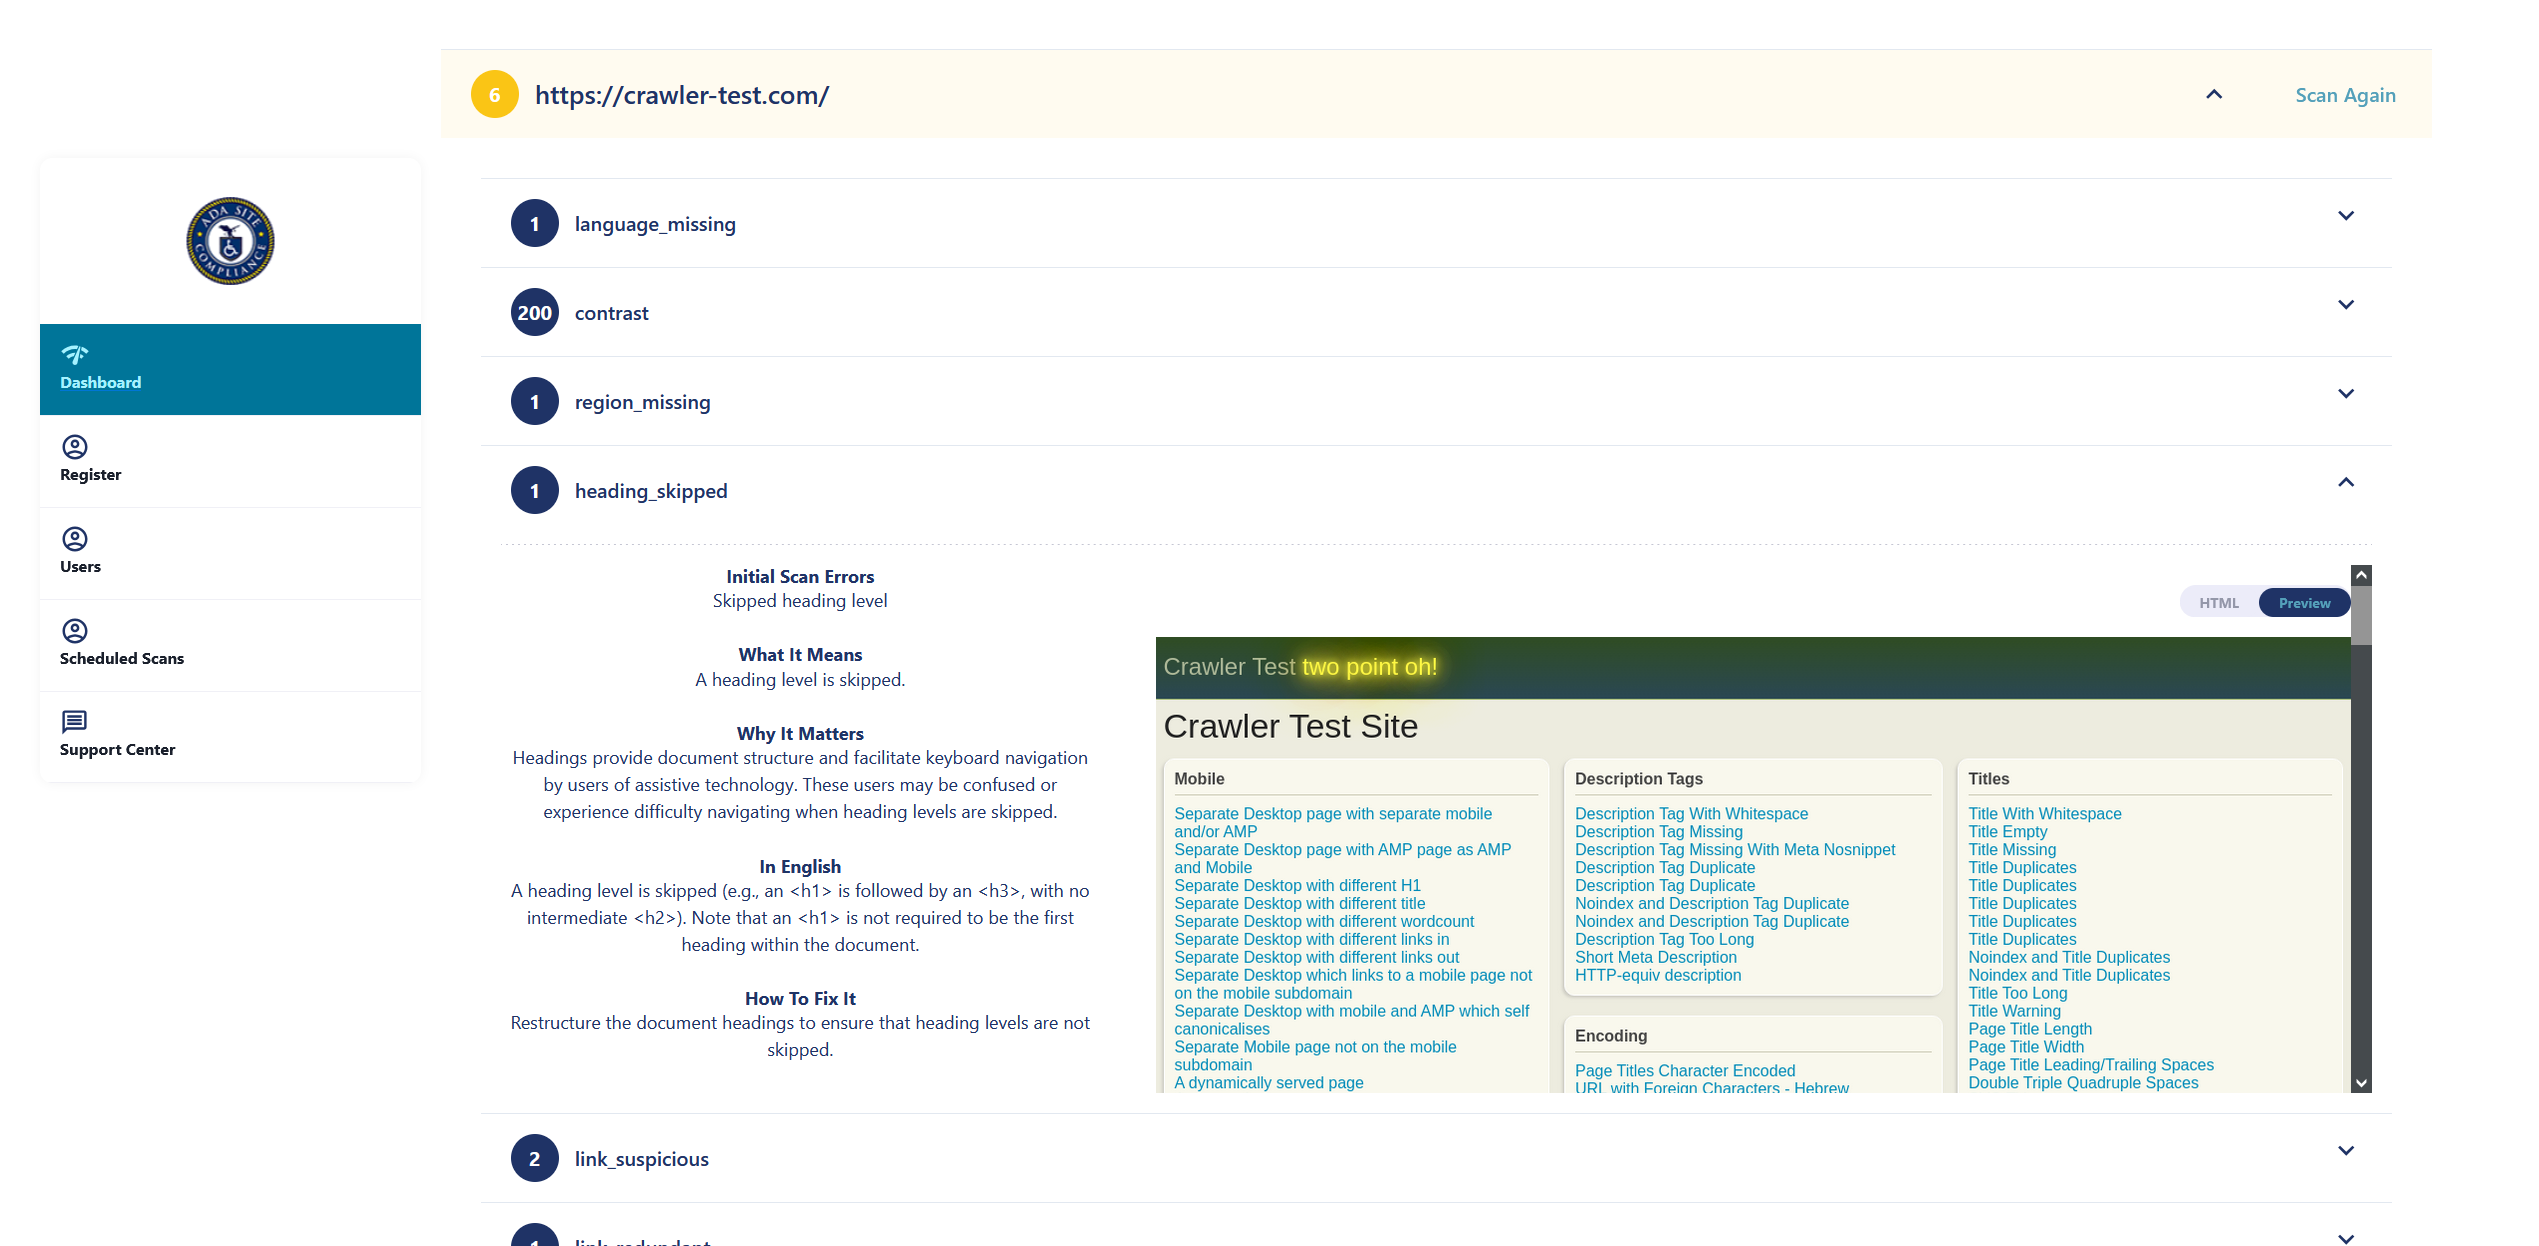 6
https://crawler-test.com/
Scan Again
ADA SITE
COMPLIANCE
Dashboard
Register
Users
Scheduled Scans
Support Center
1
language_missing
200
contrast
1
region_missing
1
heading_skipped
Initial Scan Errors
Skipped heading level
What It Means
A heading level is skipped.
Why It Matters
Headings provide document structure and facilitate keyboard navigation
by users of assistive technology. These users may be confused or
experience difficulty navigating when heading levels are skipped.
In English
A heading level is skipped (e.g., an <h1> is followed by an <h3>, with no
intermediate <h2>). Note that an <h1> is not required to be the first
heading within the document.
How To Fix It
Restructure the document headings to ensure that heading levels are not
skipped.
HTML
Preview
Crawler Test two point oh!
Crawler Test Site
Mobile
Separate Desktop page with separate mobile
and/or AMP
Separate Desktop page with AMP page as AMP
and Mobile
Separate Desktop with different H1
Separate Desktop with different title
Separate Desktop with different wordcount
Separate Desktop with different links in
Separate Desktop with different links out
Separate Desktop which links to a mobile page not
on the mobile subdomain
Separate Desktop with mobile and AMP which self
canonicalises
Separate Mobile page not on the mobile
subdomain
A dynamically served page
Description Tags
Description Tag With Whitespace
Description Tag Missing
Description Tag Missing With Meta Nosnippet
Description Tag Duplicate
Description Tag Duplicate
Noindex and Description Tag Duplicate
Noindex and Description Tag Duplicate
Description Tag Too Long
Short Meta Description
HTTP-equiv description
Encoding
Page Titles Character Encoded
URL with Foreign Characters - Hebrew
Titles
Title With Whitespace
Title Empty
Title Missing
Title Duplicates
Title Duplicates
Title Duplicates
Title Duplicates
Title Duplicates
Noindex and Title Duplicates
Noindex and Title Duplicates
Title Too Long
Title Warning
Page Title Length
Page Title Width
Page Title Leading/Trailing Spaces
Double Triple Quadruple Spaces
2
link_suspicious
1
link_redundant